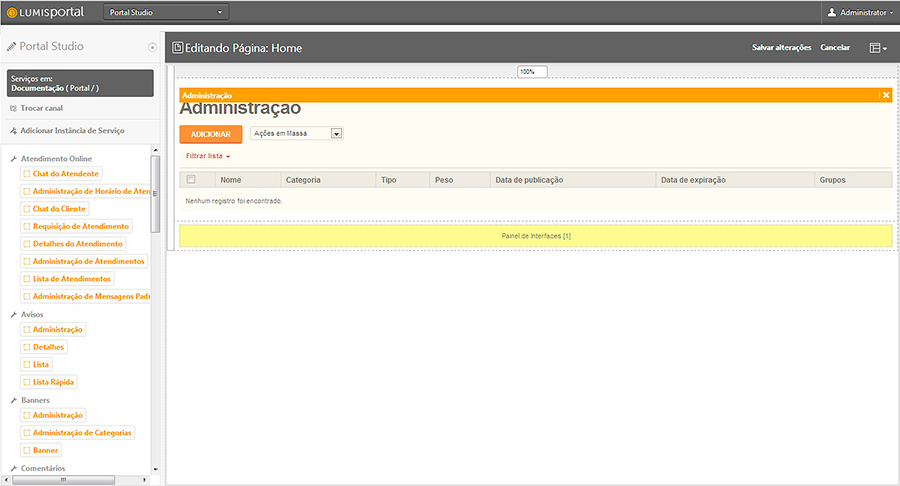 LUMISPORTAL
Portal Studio
Administrator
Portal Studio
Serviços em:
Documentação ( Portal / )
Trocar canal
Adicionar Instância de Serviço
Atendimento Online
Chat do Atendente
Administração de Horário de Aten
Chat do Cliente
Requisição de Atendimento
Detalhes do Atendimento
Administração de Atendimentos
Lista de Atendimentos
Administração de Mensagens Padr
Avisos
Administração
Detalhes
Lista
Lista Rápida
Banners
Administração
Administração de Categorias
Banner
Comentários
Editando Página: Home
Salvar alterações Cancelar
100%
Administração
Administração
ADICIONAR Ações em Massa
Filtrar lista
Nome Categoria Tipo Peso Data de publicação Data de expiração Grupos
Nenhum registro foi encontrado.
Painel de Interfaces [1]